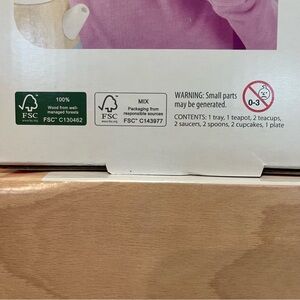 100%
Wood from well-
managed forests
FSC® C130462
FSC
MIX
Packaging from
responsible sources
FSC® C143977
FSC
WARNING: Small parts
may be generated.
0-3
CONTENTS: 1 tray, 1 teapot, 2 teacups,
2 saucers, 2 spoons, 2 cupcakes, 1 plate